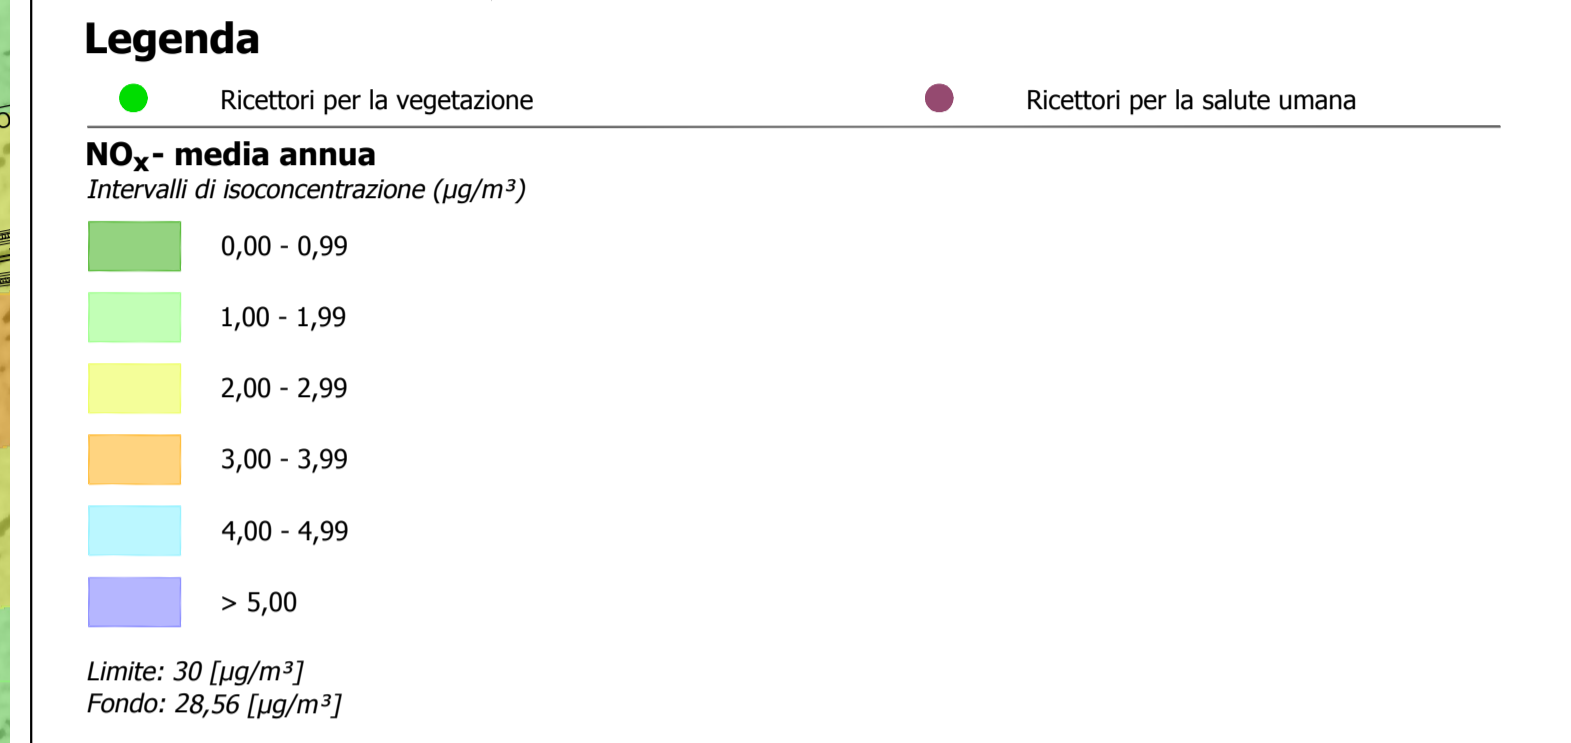 Legenda
Ricettori per la vegetazione
Ricettori per la salute umana
NOx- media annua
Intervalli di isoconcentrazione (µg/m³)
0,00 - 0,99
1,00 - 1,99
2,00 - 2,99
3,00 - 3,99
4,00 - 4,99
> 5,00
Limite: 30 [µg/m³]
Fondo: 28,56 [µg/m³]